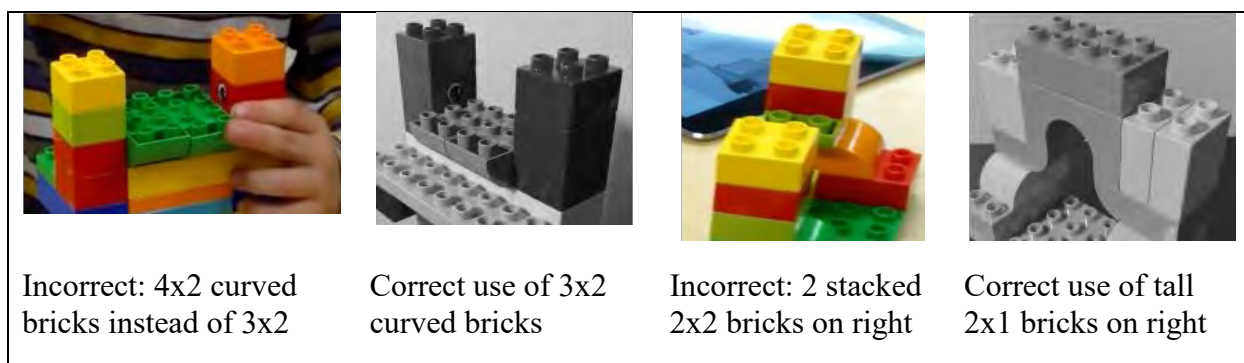 Incorrect: 4x2 curved
bricks instead of 3x2
Correct use of 3x2
curved bricks
Incorrect: 2 stacked
2x2 bricks on right
Correct use of tall
2x1 bricks on right